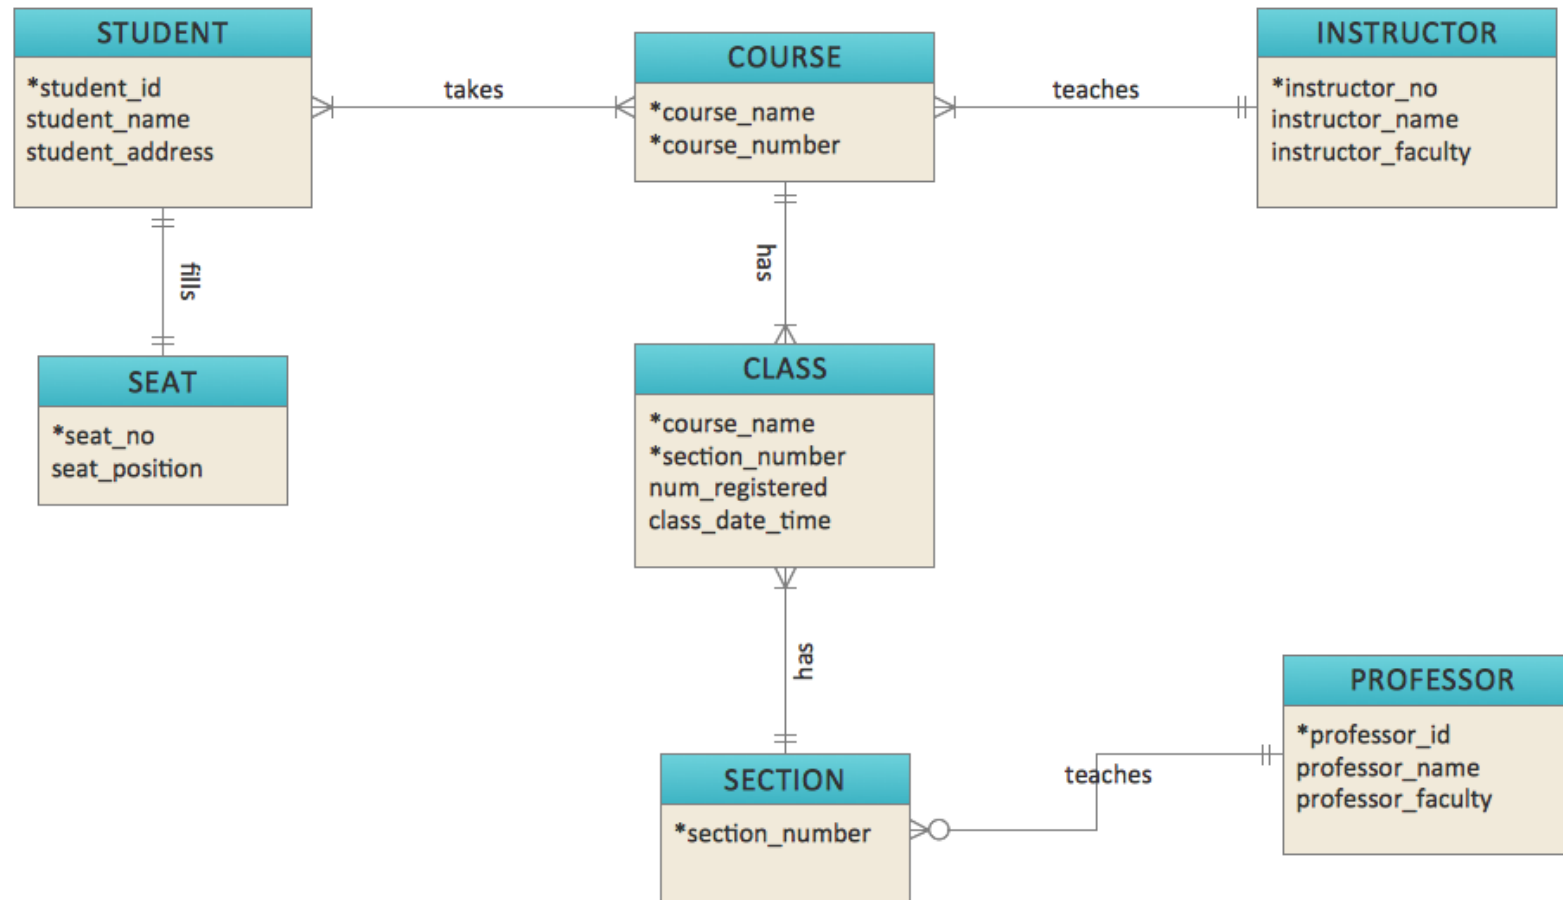 STUDENT
*student_id
student_name
student_address
takes
COURSE
*course_name
*course_number
teaches
INSTRUCTOR
*instructor_no
instructor_name
instructor_faculty
fills
has
SEAT
*seat_no
seat_position
CLASS
*course_name
*section_number
num_registered
class_date_time
has
SECTION
*section_number
teaches
PROFESSOR
*professor_id
professor_name
professor_faculty